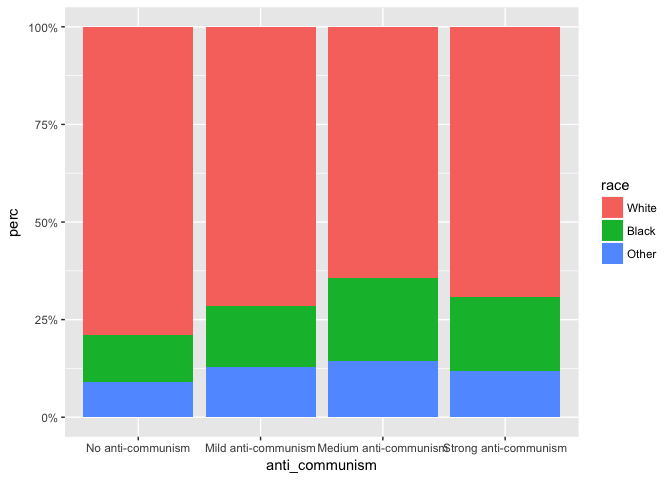 100%
75%
50%
25%
0%
perc
No anti-communism
Mild anti-communism
Medium anti-communism
Strong anti-communism
anti_communism
race
White
Black
Other